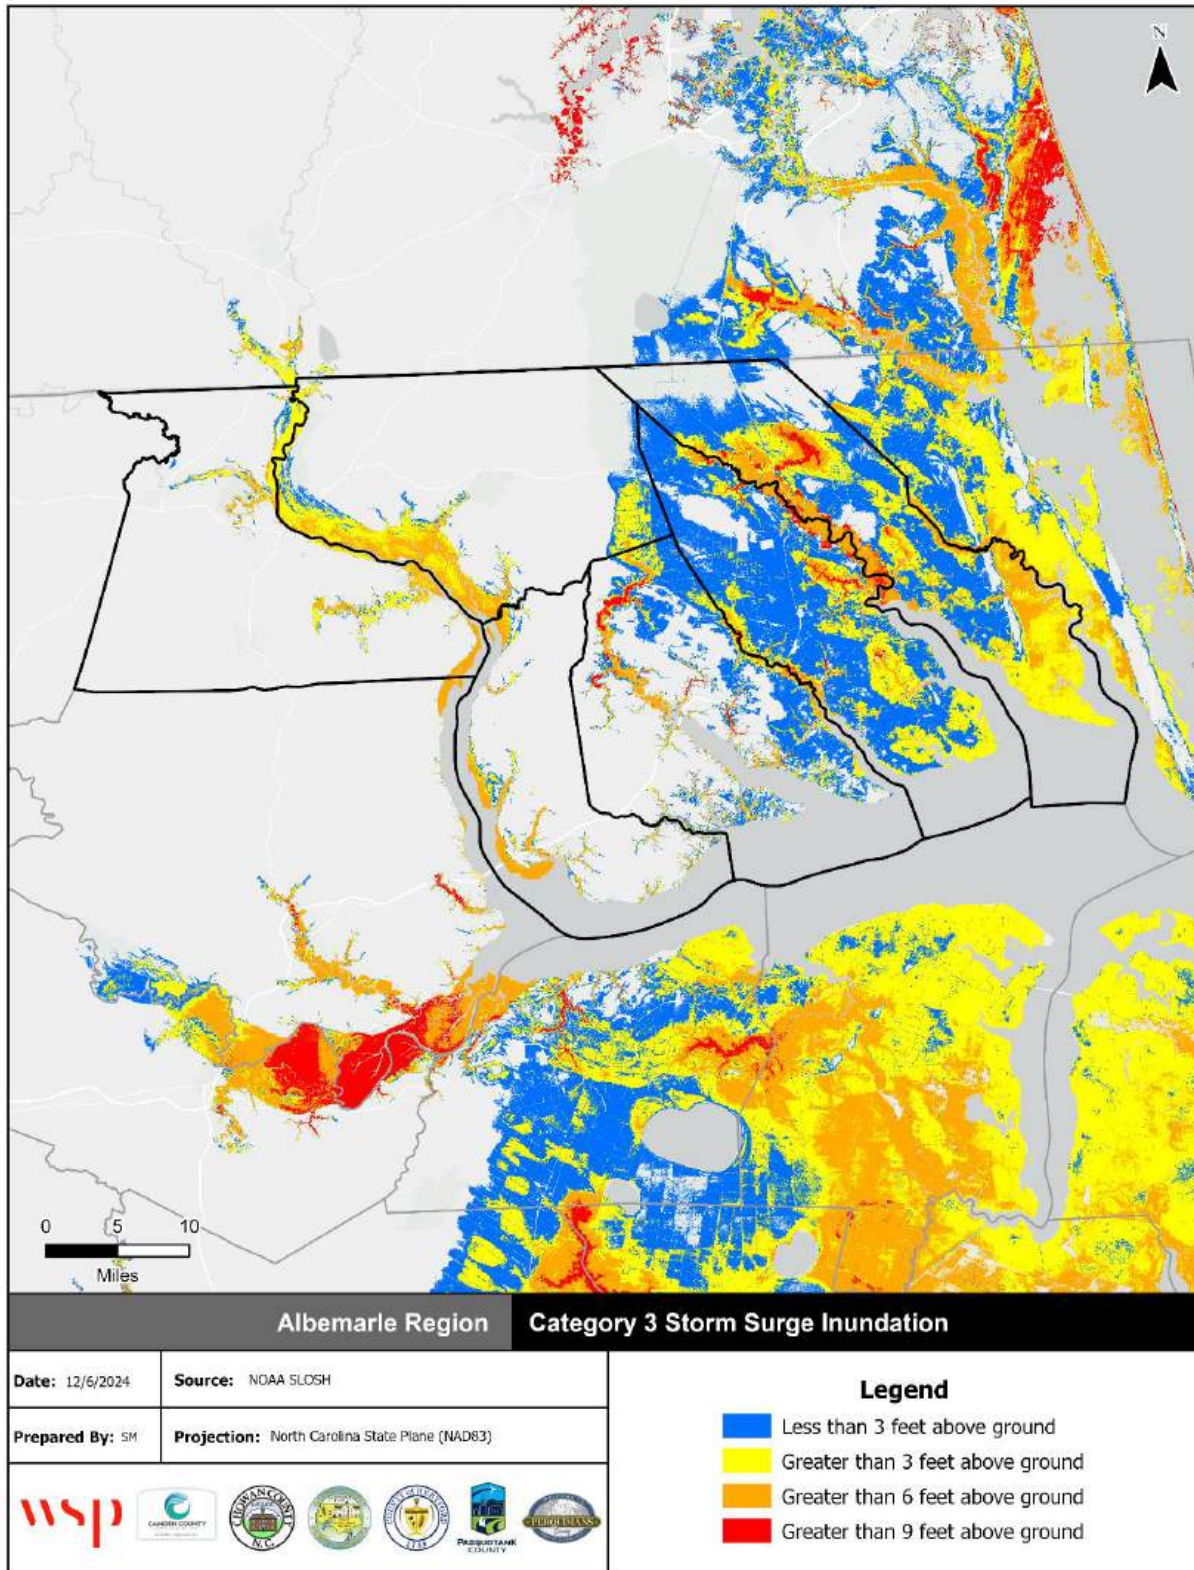 N
0 5 10
Miles
Albemarle Region Category 3 Storm Surge Inundation
Date: 12/6/2024 Source: NOAA SLOSH
Prepared By: SM Projection: North Carolina State Plane (NAD83)
Legend
Less than 3 feet above ground
Greater than 3 feet above ground
Greater than 6 feet above ground
Greater than 9 feet above ground
wsp
CAMDEN COUNTY
CHOWAN COUNTY
N.C.
PASQUOTANK
COUNTY
PERQUIMANS